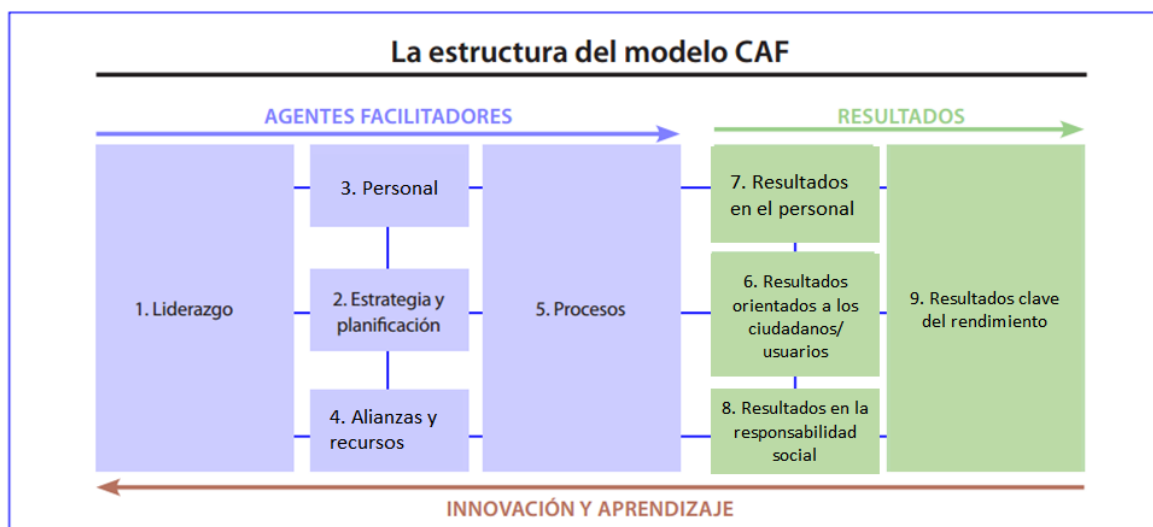 La estructura del modelo CAF
AGENTES FACILITADORES
RESULTADOS
1. Liderazgo
3. Personal
2. Estrategia y
planificación
4. Alianzas y
recursos
5. Procesos
7. Resultados
en el personal
6. Resultados
orientados a los
ciudadanos/
usuarios
8. Resultados en la
responsabilidad
social
9. Resultados clave
del rendimiento
INNOVACIÓN Y APRENDIZAJE